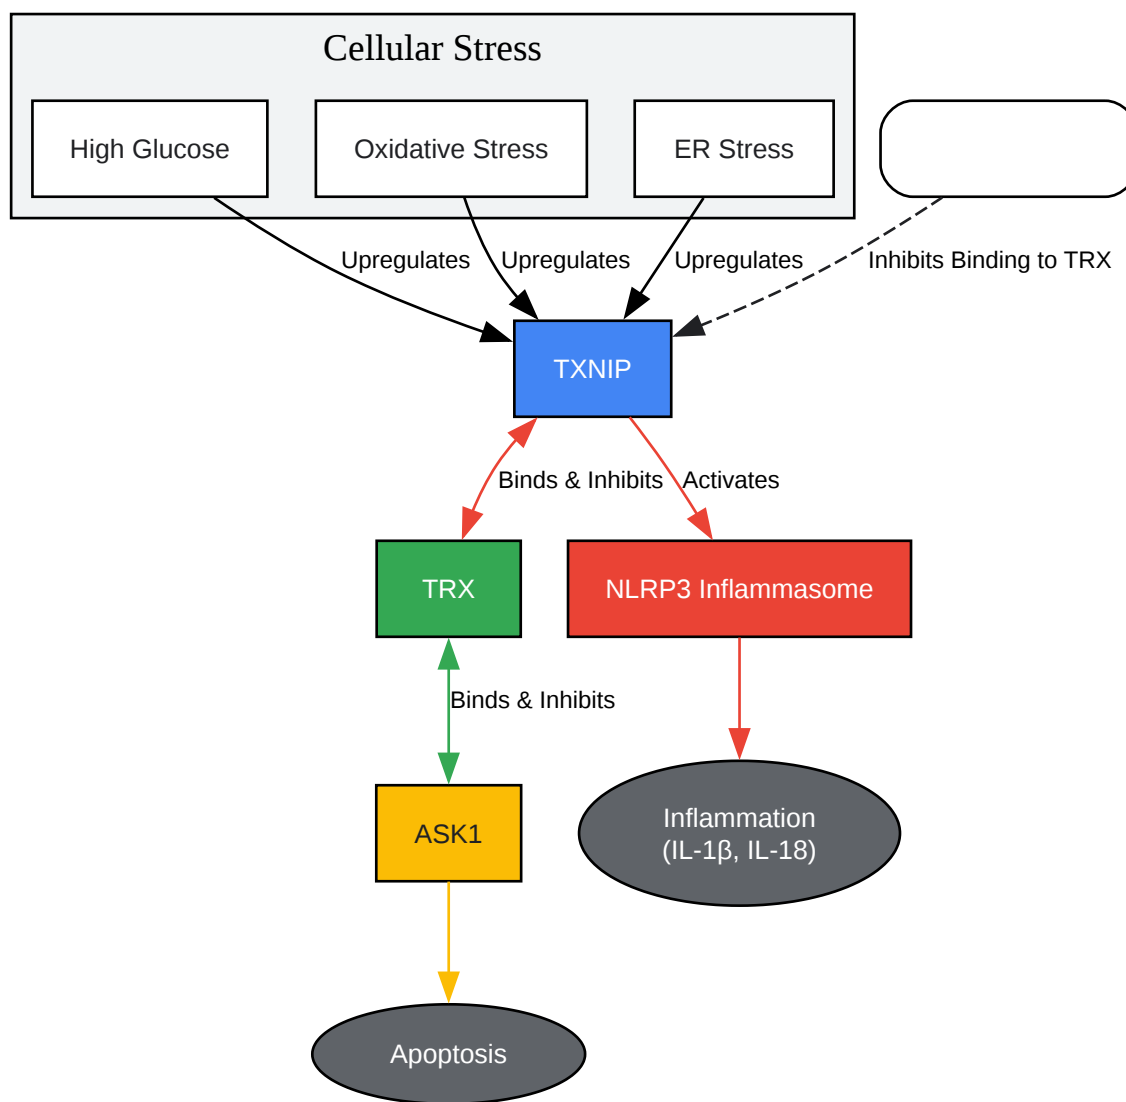 Cellular Stress
High Glucose
Oxidative Stress
ER Stress
Upregulates
Upregulates
Upregulates
Inhibits Binding to TRX
TXNIP
Binds & Inhibits
Activates
TRX
NLRP3 Inflammasome
Binds & Inhibits
ASK1
Inflammation
(IL-1β, IL-18)
Apoptosis